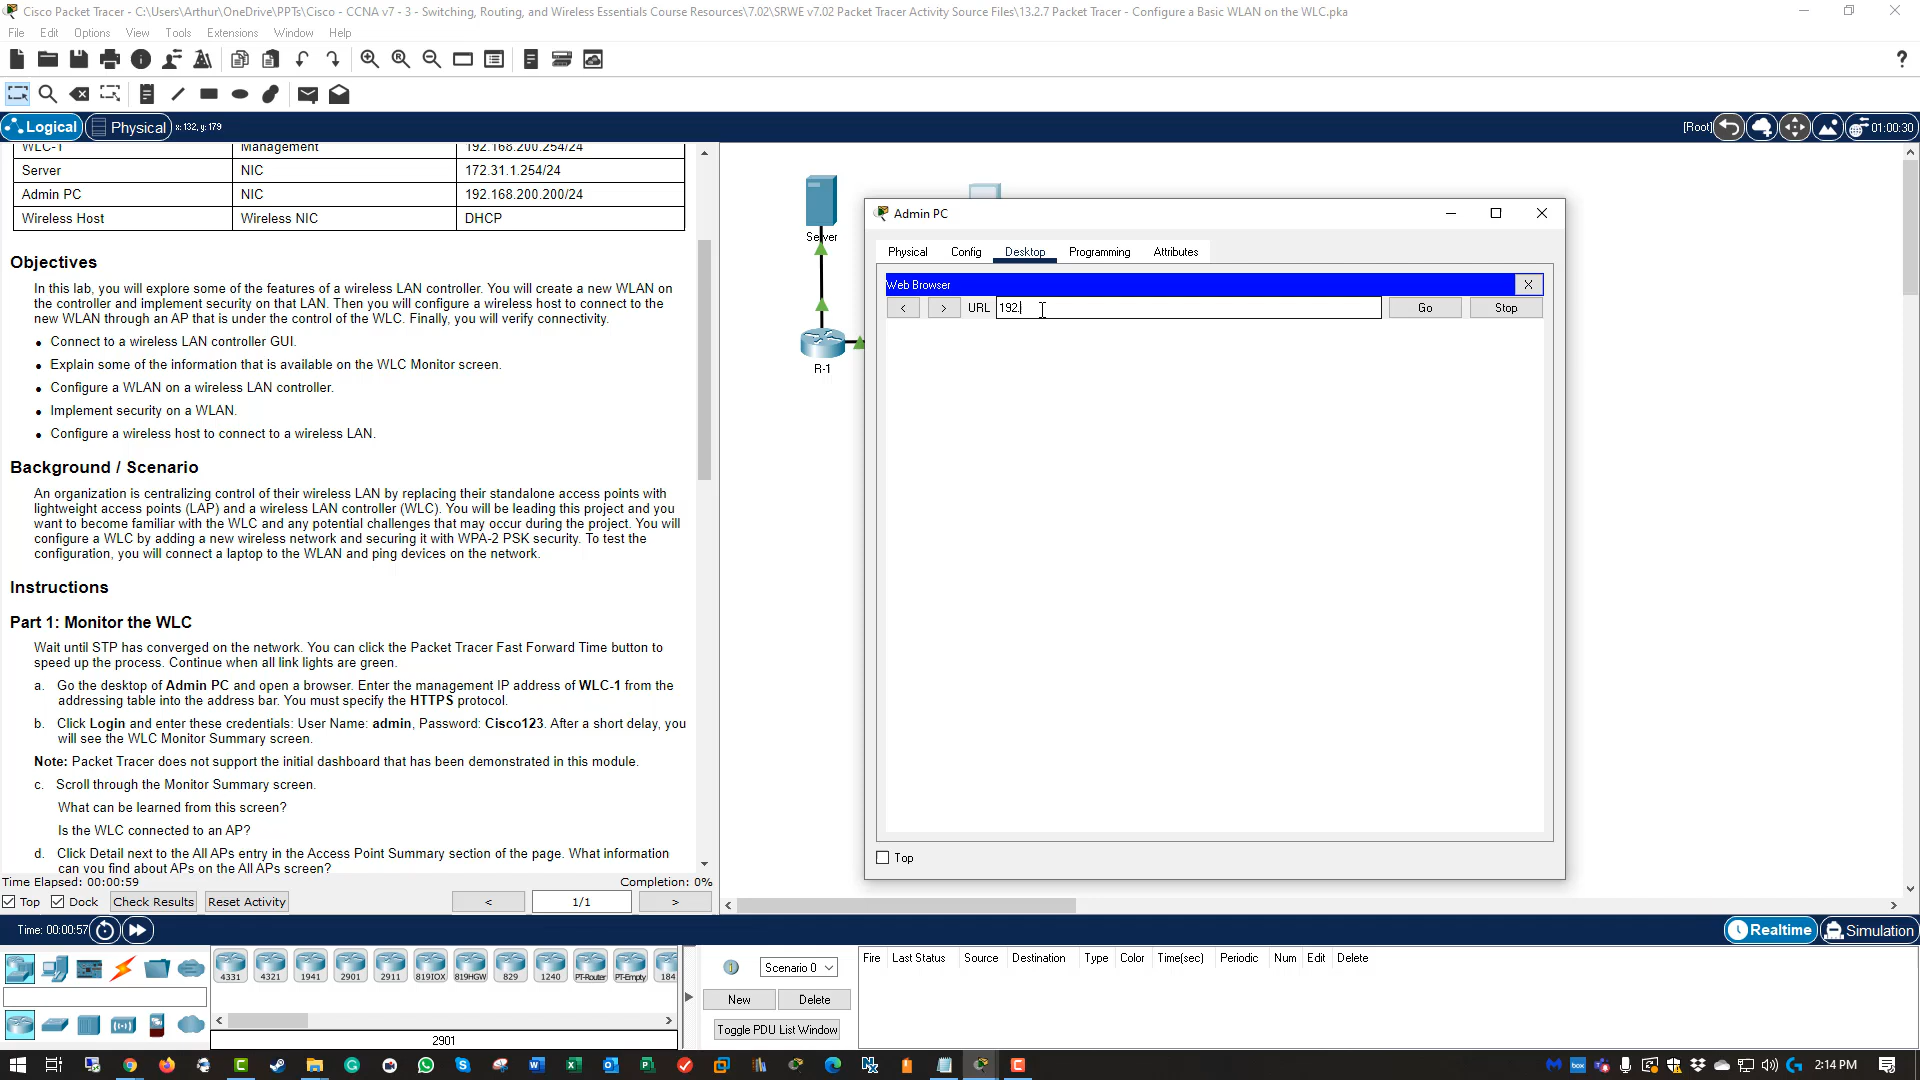 Cisco Packet Tracer - C:\Users\Arthur\OneDrive\PPTs\Cisco - CCNA v7 - 3 - Switching, Routing, and Wireless Essentials Course Resources\7.02\SRWE v7.02 Packet Tracer Activity Source Files\13.2.7 Packet Tracer - Configure a Basic WLAN on the WLC.pka
File Edit Options View Tools Extensions Window Help
Logical Physical x: 132, y: 179 [Root] 01:00:30
WLC-1 Management 192.168.200.254/24
Server NIC 172.31.1.254/24
Admin PC NIC 192.168.200.200/24
Wireless Host Wireless NIC DHCP
Objectives
In this lab, you will explore some of the features of a wireless LAN controller. You will create a new WLAN on
the controller and implement security on that LAN. Then you will configure a wireless host to connect to the
new WLAN through an AP that is under the control of the WLC. Finally, you will verify connectivity.
• Connect to a wireless LAN controller GUI.
• Explain some of the information that is available on the WLC Monitor screen.
• Configure a WLAN on a wireless LAN controller.
• Implement security on a WLAN.
• Configure a wireless host to connect to a wireless LAN.
Background / Scenario
An organization is centralizing control of their wireless LAN by replacing their standalone access points with
lightweight access points (LAP) and a wireless LAN controller (WLC). You will be leading this project and you
want to become familiar with the WLC and any potential challenges that may occur during the project. You will
configure a WLC by adding a new wireless network and securing it with WPA-2 PSK security. To test the
configuration, you will connect a laptop to the WLAN and ping devices on the network.
Instructions
Part 1: Monitor the WLC
Wait until STP has converged on the network. You can click the Packet Tracer Fast Forward Time button to
speed up the process. Continue when all link lights are green.
a. Go the desktop of Admin PC and open a browser. Enter the management IP address of WLC-1 from the
addressing table into the address bar. You must specify the HTTPS protocol.
b. Click Login and enter these credentials: User Name: admin, Password: Cisco123. After a short delay, you
will see the WLC Monitor Summary screen.
Note: Packet Tracer does not support the initial dashboard that has been demonstrated in this module.
c. Scroll through the Monitor Summary screen.
What can be learned from this screen?
Is the WLC connected to an AP?
d. Click Detail next to the All APs entry in the Access Point Summary section of the page. What information
can you find about APs on the All APs screen?
Time Elapsed: 00:00:59 Completion: 0%
Top Dock Check Results Reset Activity < 1/1 >
Server
R-1
Admin PC
Physical Config Desktop Programming Attributes
Web Browser X
< > URL 192. Go Stop
Top
Time: 00:00:57 Realtime Simulation
4331 4321 1941 2901 2911 819IOX 819HGW 829 1240 PT-Router PT-Empty 184
2901
Scenario 0
New Delete
Toggle PDU List Window
Fire Last Status Source Destination Type Color Time(sec) Periodic Num Edit Delete
2:14 PM